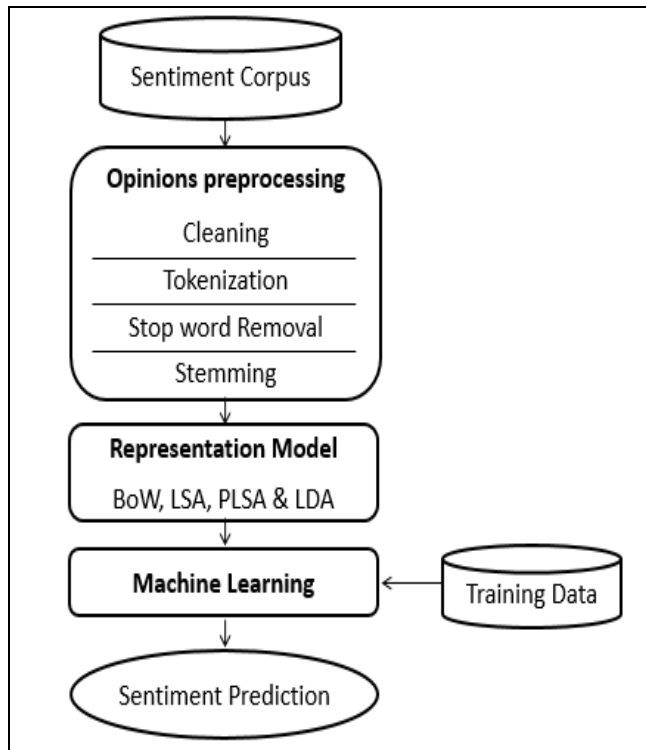 Sentiment Corpus
Opinions preprocessing
Cleaning
Tokenization
Stop word Removal
Stemming
Representation Model
BoW, LSA, PLSA & LDA
Machine Learning
Training Data
Sentiment Prediction